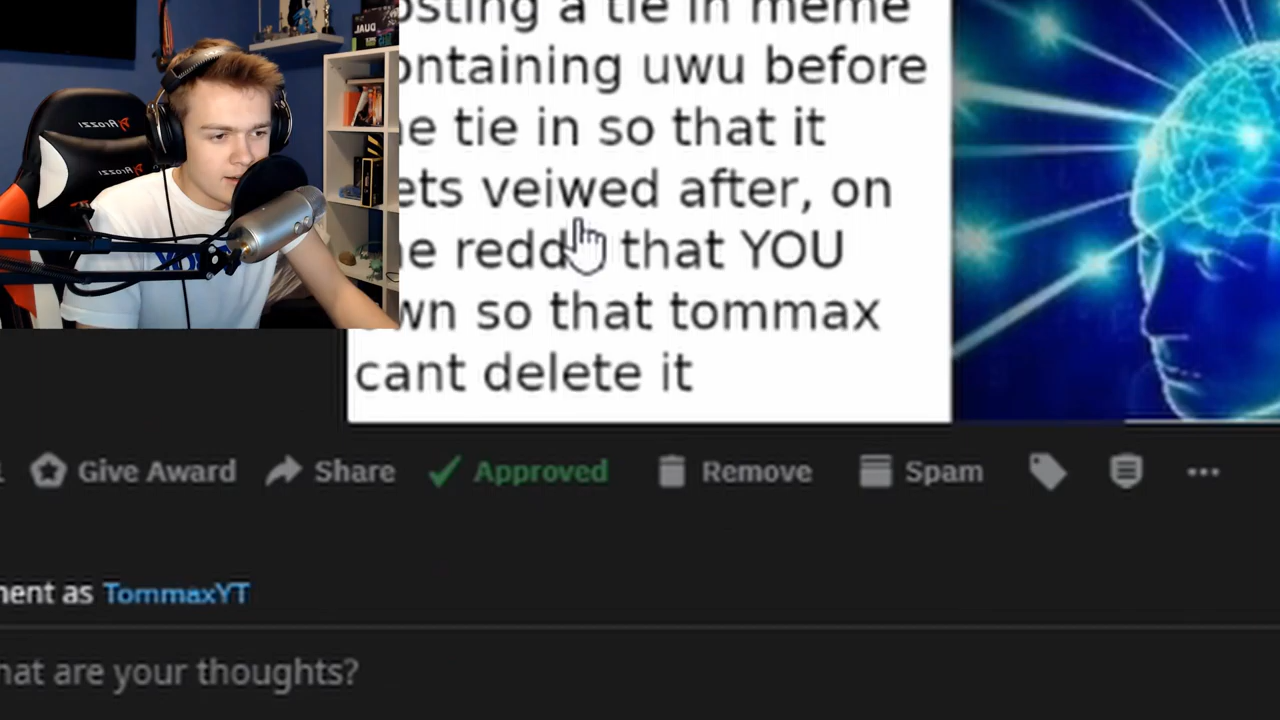 osting a tie in meme
ontaining uwu before
e tie in so that it
ets veiwed after, on
e redd that YOU
wn so that tommax
cant delete it
Give Award Share Approved Remove Spam
ment as TommaxYT
hat are your thoughts?